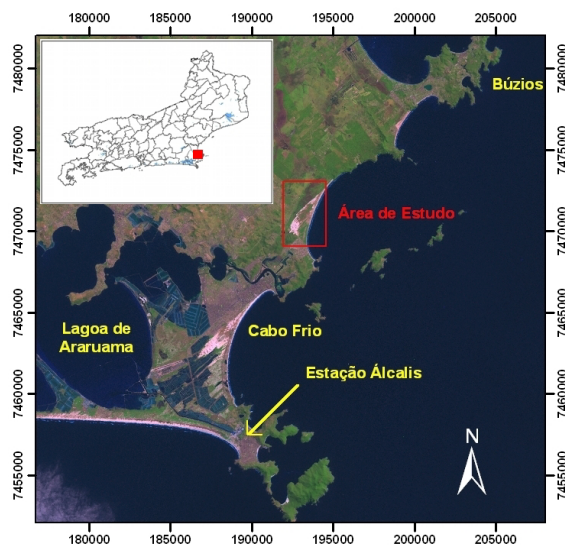 180000 185000 190000 195000 200000 205000
7480000
7475000
7470000
7465000
7460000
7455000
Búzios
Área de Estudo
Lagoa de
Araruama
Cabo Frio
Estação Álcalis
N
7480000
7475000
7470000
7465000
7460000
7455000
180000 185000 190000 195000 200000 205000